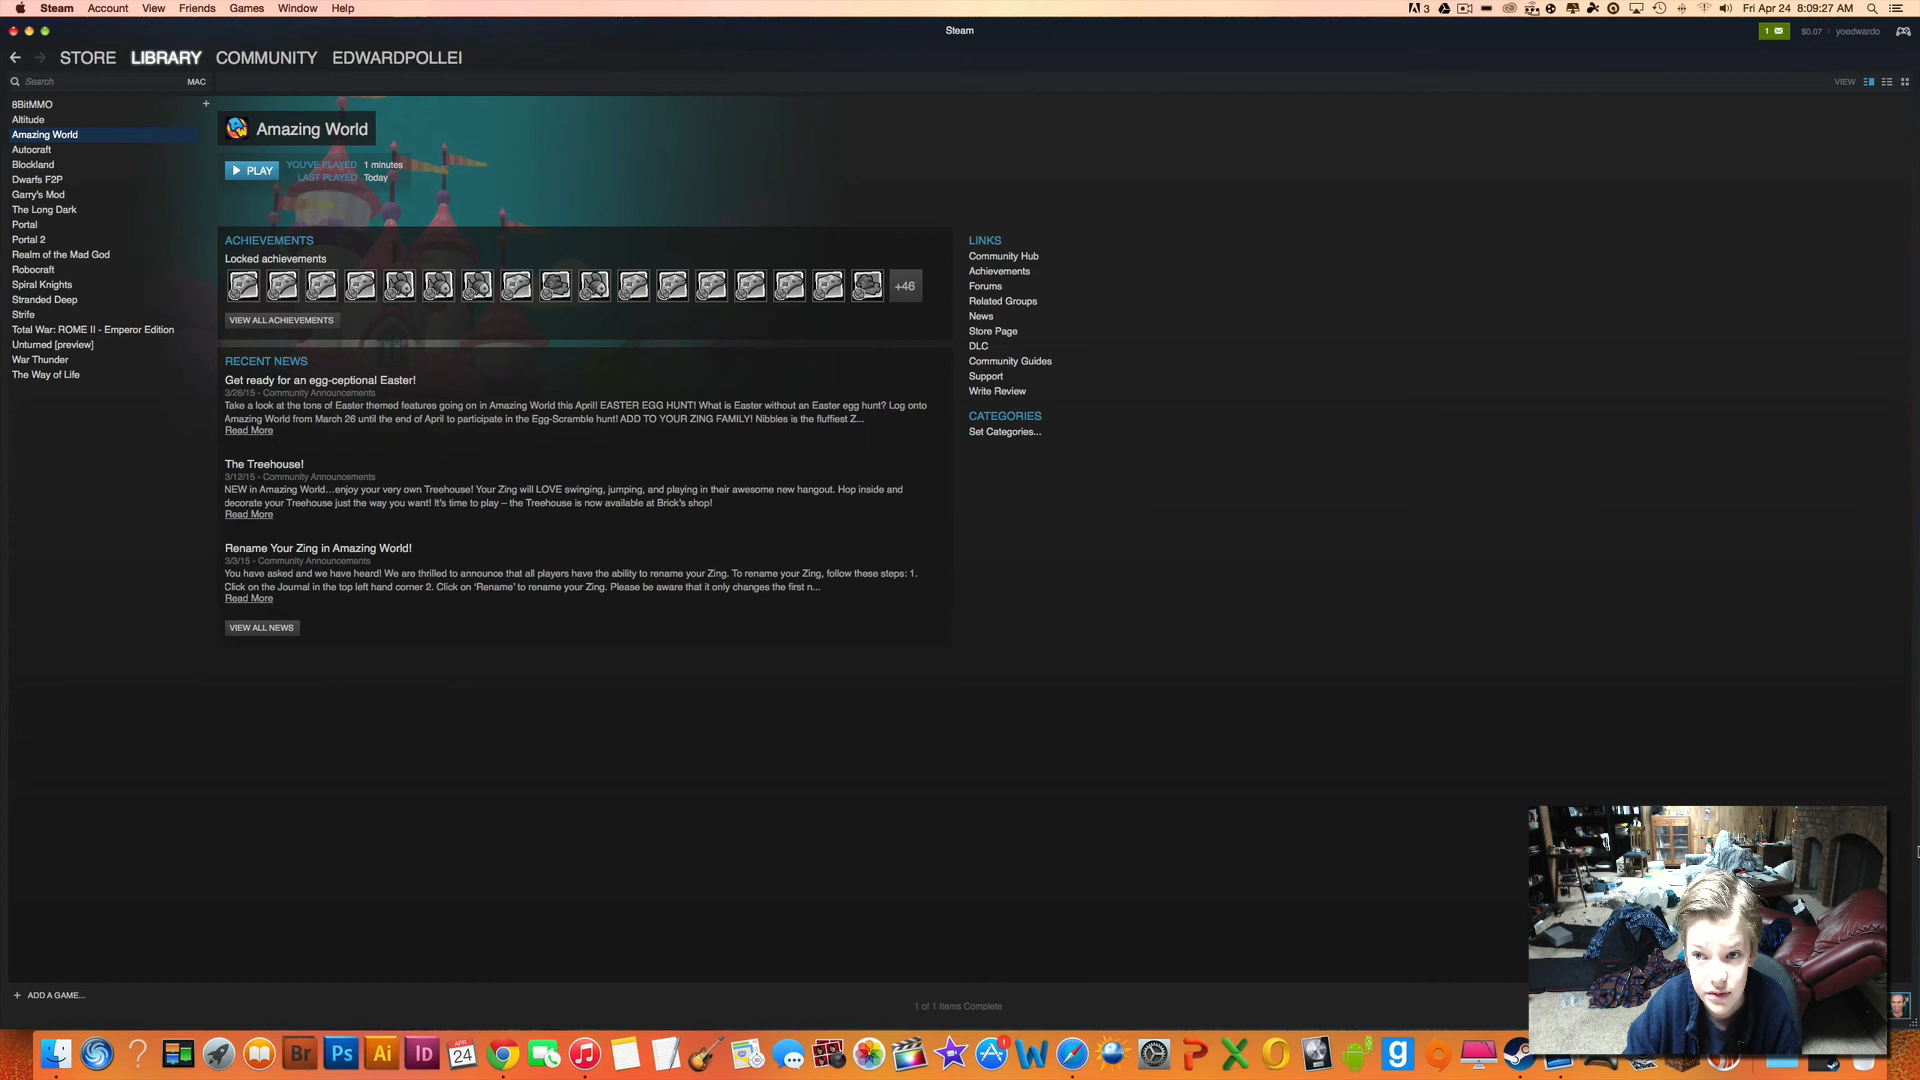 Steam Account View Friends Games Window Help
3 Fri Apr 24 8:09:27 AM
Steam
1 $0.07 yoedwardo
STORE LIBRARY COMMUNITY EDWARDPOLLEI
Search MAC
VIEW
8BitMMO +
Altitude
Amazing World
Autocraft
Blockland
Dwarfs F2P
Garry's Mod
The Long Dark
Portal
Portal 2
Realm of the Mad God
Robocraft
Spiral Knights
Stranded Deep
Strife
Total War: ROME II - Emperor Edition
Unturned [preview]
War Thunder
The Way of Life
+ ADD A GAME...
Amazing World
PLAY
YOU'VE PLAYED 1 minutes
LAST PLAYED Today
ACHIEVEMENTS
Locked achievements
+46
VIEW ALL ACHIEVEMENTS
RECENT NEWS
Get ready for an egg-ceptional Easter!
3/26/15 - Community Announcements
Take a look at the tons of Easter themed features going on in Amazing World this April! EASTER EGG HUNT! What is Easter without an Easter egg hunt? Log onto
Amazing World from March 26 until the end of April to participate in the Egg-Scramble hunt! ADD TO YOUR ZING FAMILY! Nibbles is the fluffiest Z...
Read More
The Treehouse!
3/12/15 - Community Announcements
NEW in Amazing World...enjoy your very own Treehouse! Your Zing will LOVE swinging, jumping, and playing in their awesome new hangout. Hop inside and
decorate your Treehouse just the way you want! It's time to play – the Treehouse is now available at Brick's shop!
Read More
Rename Your Zing in Amazing World!
3/3/15 - Community Announcements
You have asked and we have heard! We are thrilled to announce that all players have the ability to rename your Zing. To rename your Zing, follow these steps: 1.
Click on the Journal in the top left hand corner 2. Click on 'Rename' to rename your Zing. Please be aware that it only changes the first n...
Read More
VIEW ALL NEWS
LINKS
Community Hub
Achievements
Forums
Related Groups
News
Store Page
DLC
Community Guides
Support
Write Review
CATEGORIES
Set Categories...
1 of 1 Items Complete
? Br Ps Ai Id APR 24 1 W P X O g